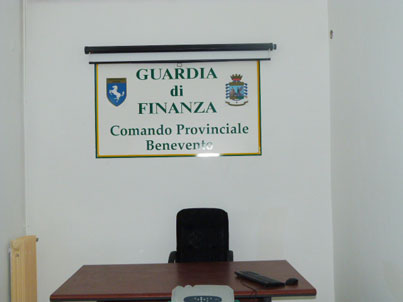 GUARDIA
di
FINANZA
Comando Provinciale
Benevento